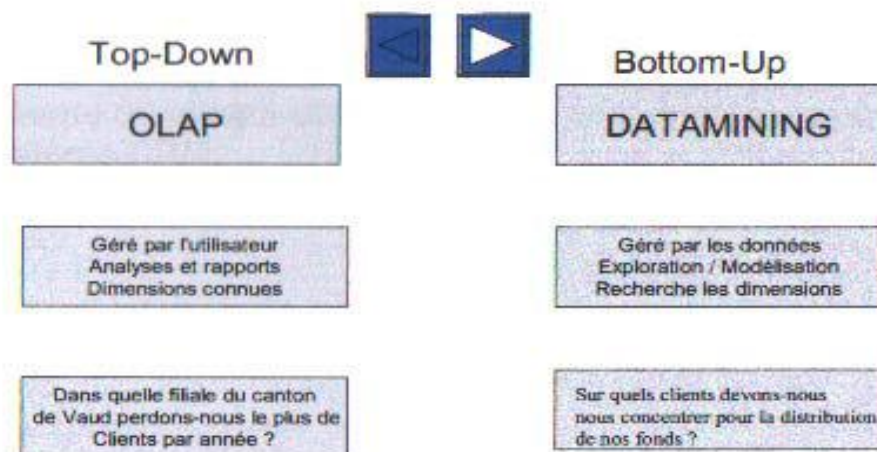 Top-Down
OLAP
Géré par l'utilisateur
Analyses et rapports
Dimensions connues
Dans quelle filiale du canton
de Vaud perdons-nous le plus de
Clients par année ?
Bottom-Up
DATAMINING
Géré par les données
Exploration / Modélisation
Recherche les dimensions
Sur quels clients devons-nous
nous concentrer pour la distribution
de nos fonds ?